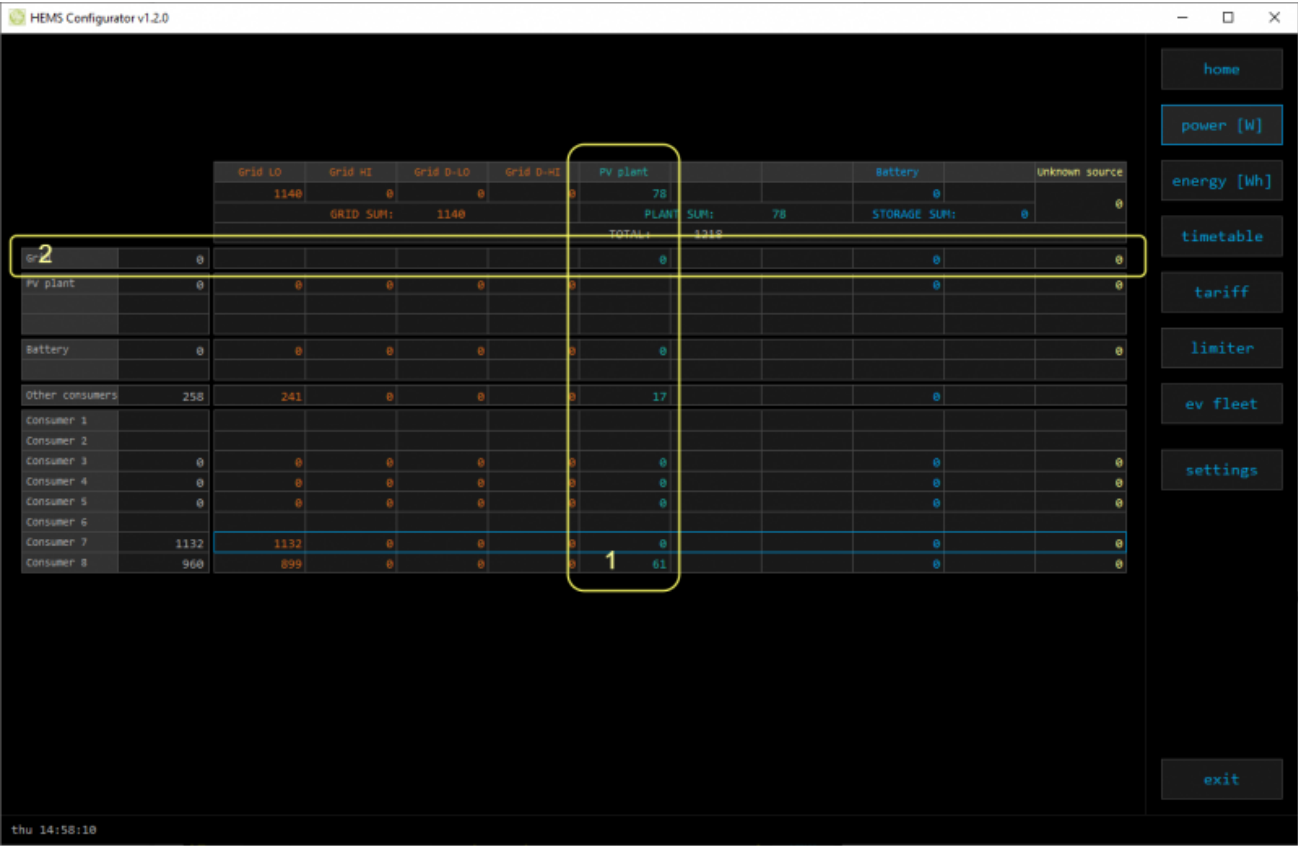 HEMS Configurator v1.2.0
home
power [W]
energy [Wh]
timetable
tariff
limiter
ev fleet
settings
exit
Grid LO Grid HI Grid D-LO Grid D-HI PV plant Battery Unknown source
1140 0 0 0 78 0 0
GRID SUM: 1140 PLANT SUM: 78 STORAGE SUM: 0
TOTAL: 1218
2
0 0 0 0
PV plant 0 0 0 0 0 0 0
Battery 0 0 0 0 0 0 0
Other consumers 258 241 0 0 0 17 0
Consumer 1
Consumer 2
Consumer 3 0 0 0 0 0 0 0 0
Consumer 4 0 0 0 0 0 0 0 0
Consumer 5 0 0 0 0 0 0 0 0
Consumer 6
Consumer 7 1132 1132 0 0 0 0 0 0
Consumer 8 960 899 0 0 0 61 0 0
1
thu 14:58:10